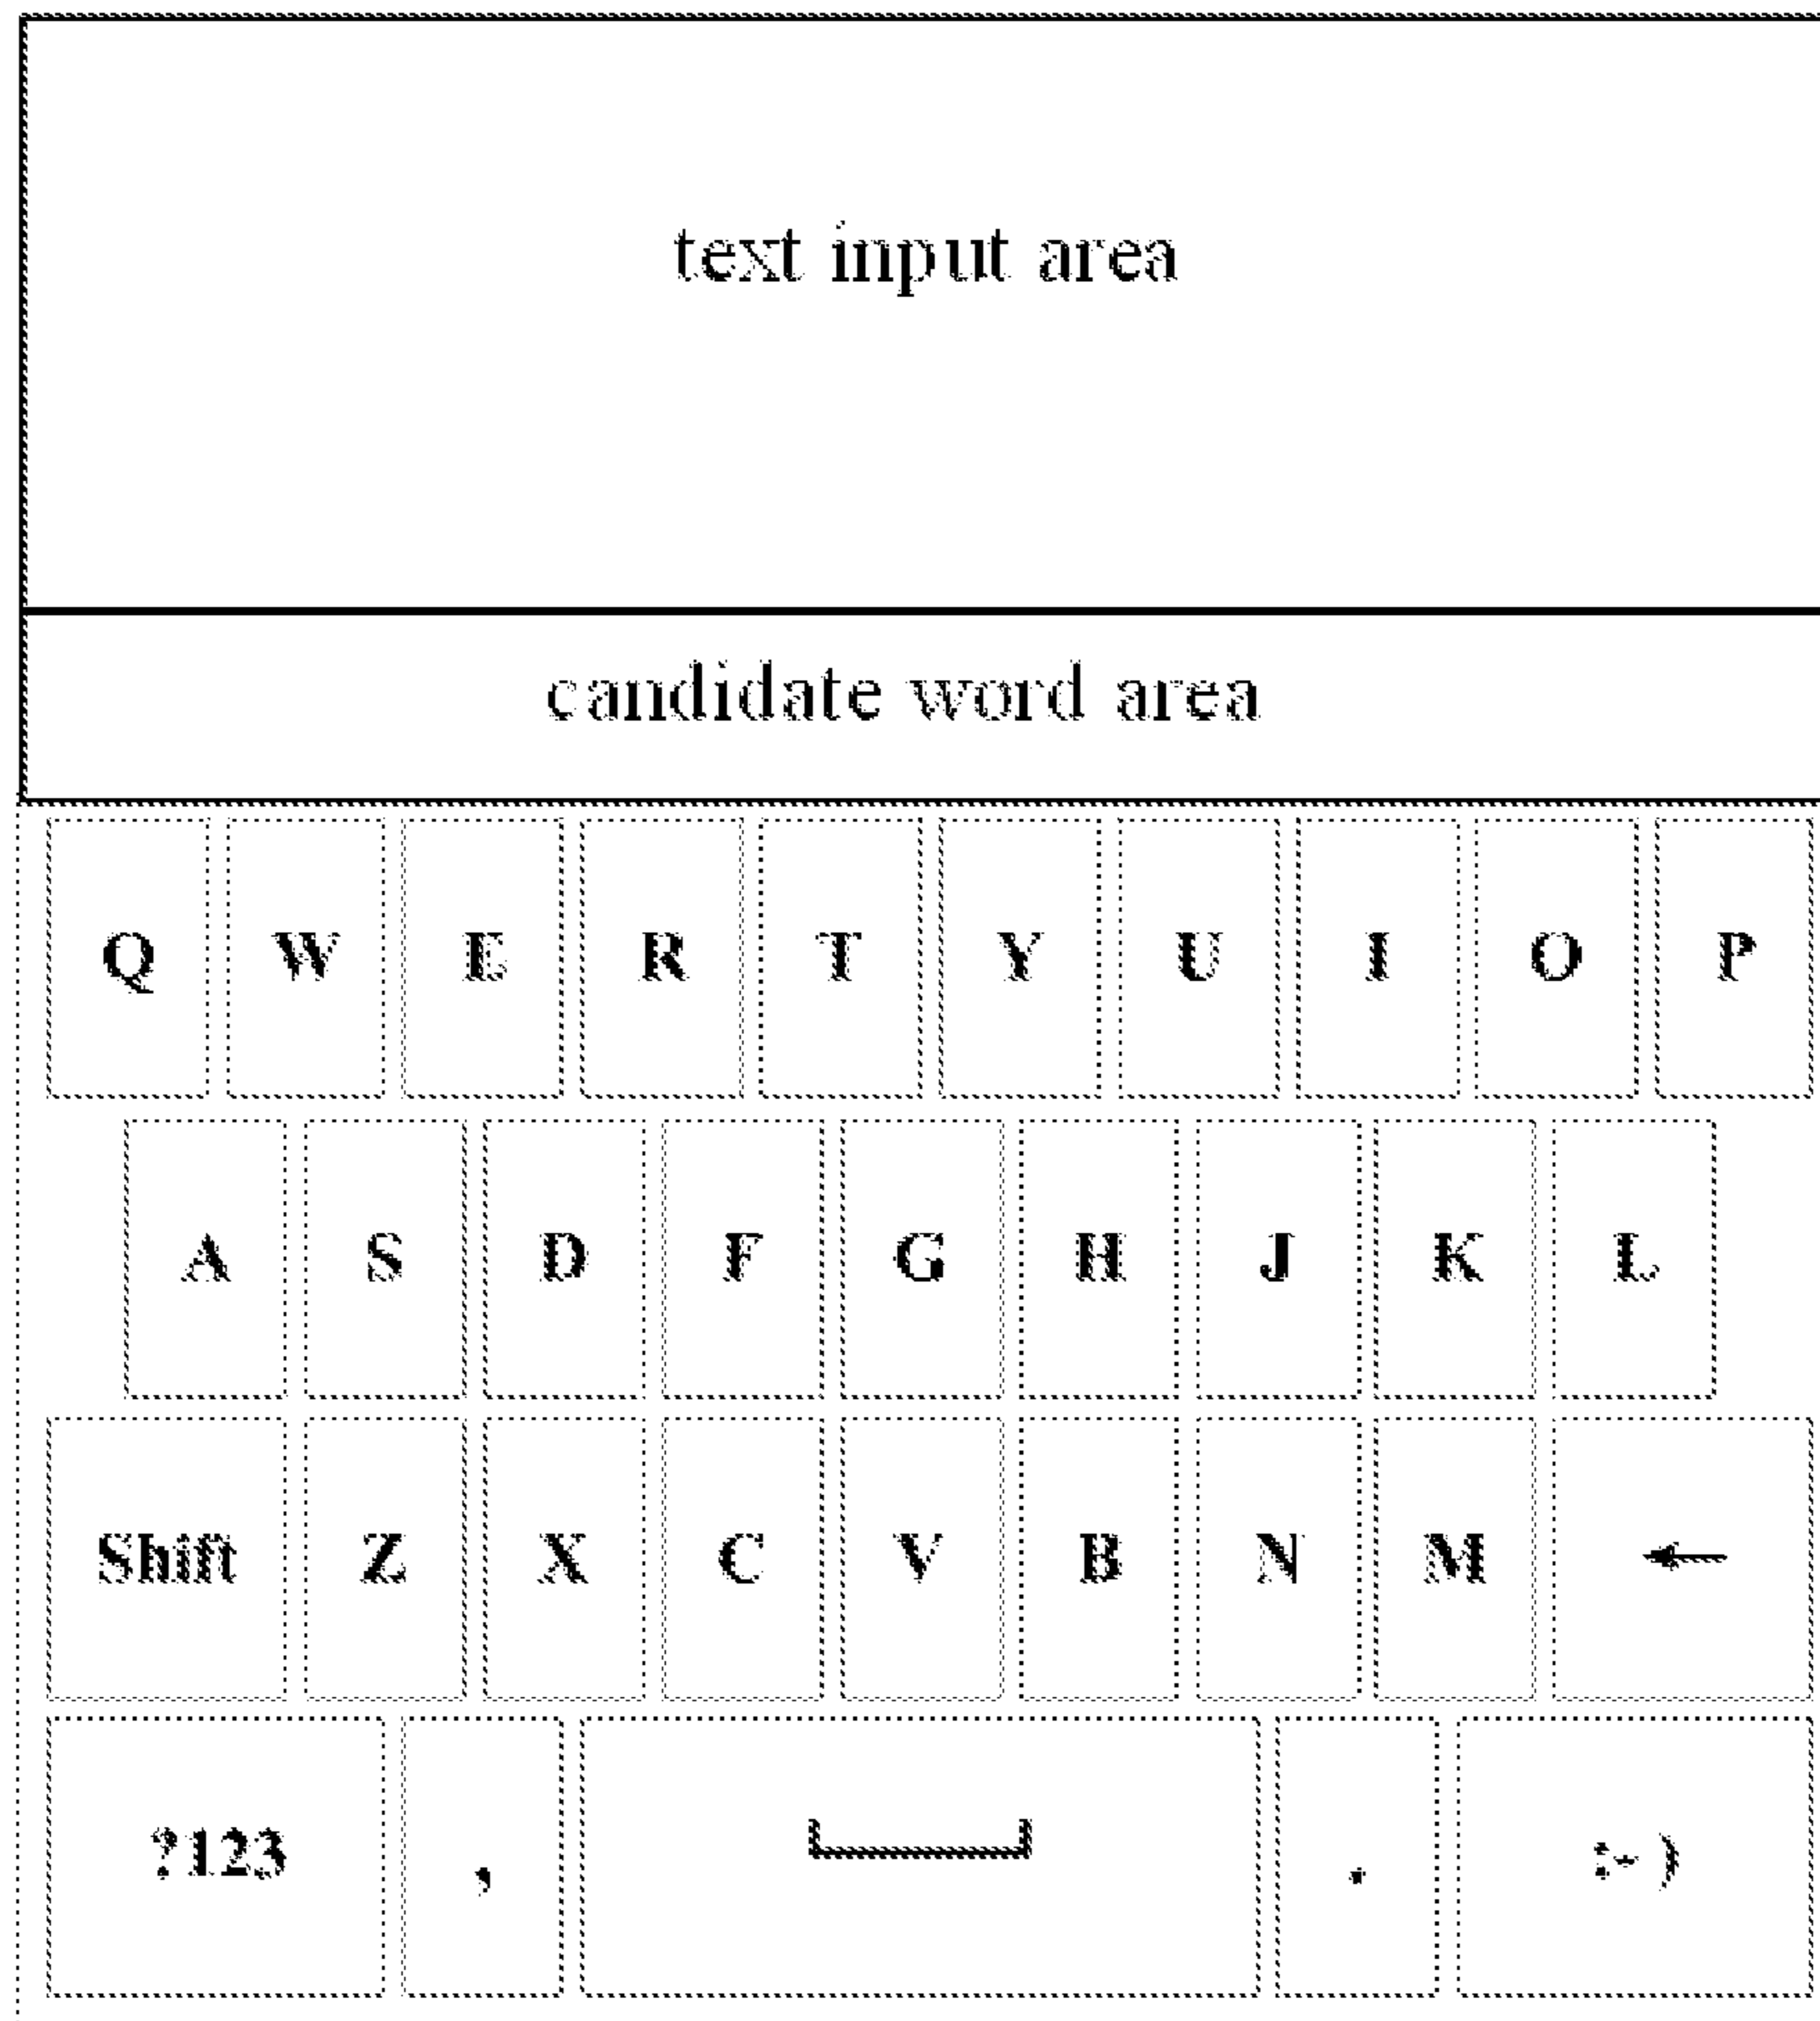 text input area
candidate word area
Q W E R T Y U I O P
A S D F G H J K L
Shift Z X C V B N M ←
?123 , . :-)